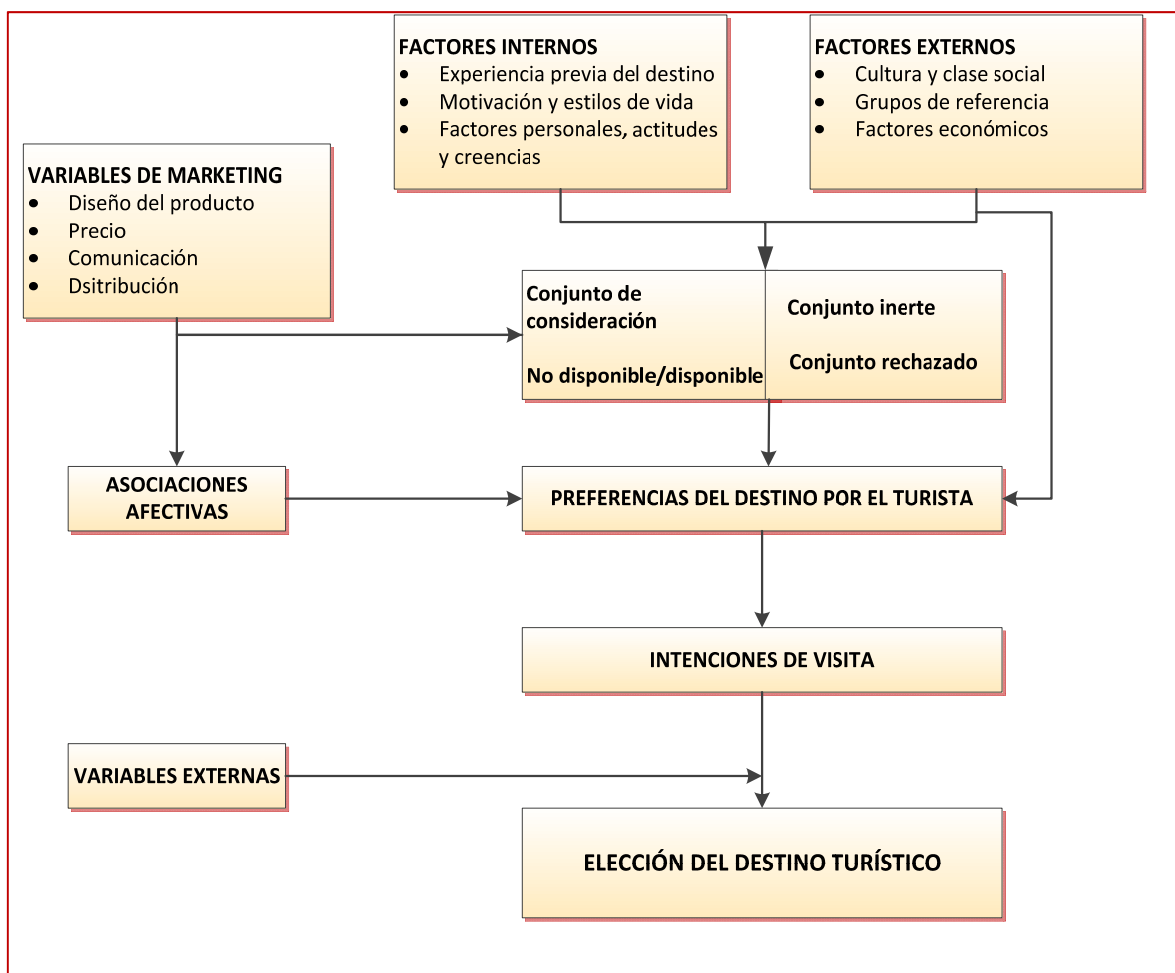 FACTORES INTERNOS
• Experiencia previa del destino
• Motivación y estilos de vida
• Factores personales, actitudes
y creencias
FACTORES EXTERNOS
• Cultura y clase social
• Grupos de referencia
• Factores económicos
VARIABLES DE MARKETING
• Diseño del producto
• Precio
• Comunicación
• Dsitribución
Conjunto de
consideración
No disponible/disponible
Conjunto inerte
Conjunto rechazado
ASOCIACIONES
AFECTIVAS
PREFERENCIAS DEL DESTINO POR EL TURISTA
INTENCIONES DE VISITA
VARIABLES EXTERNAS
ELECCIÓN DEL DESTINO TURÍSTICO